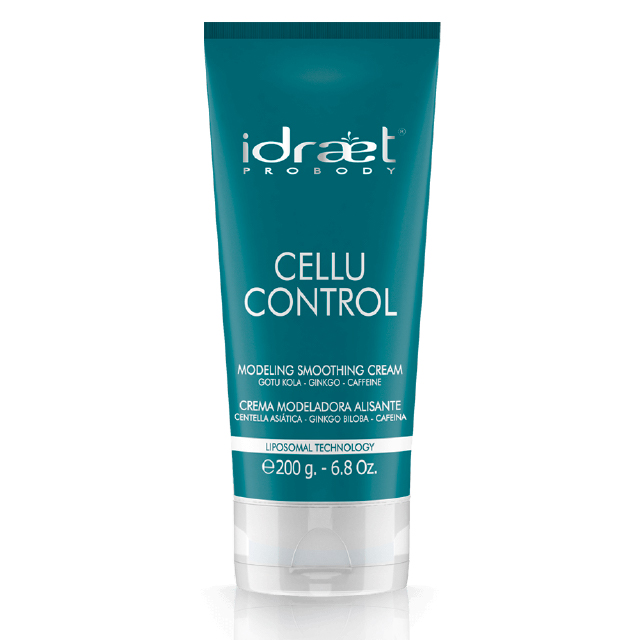 idraet®
PROBODY
CELLU
CONTROL
MODELING SMOOTHING CREAM
GOTU KOLA - GINKGO - CAFFEINE
CREMA MODELADORA ALISANTE
CENTELLA ASIÁTICA - GINKGO BILOBA - CAFEINA
LIPOSOMAL TECHNOLOGY
℮200 g. - 6.8 Oz.